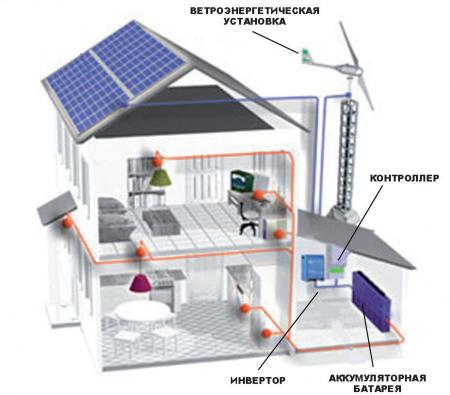 ВЕТРОЭНЕРГЕТИЧЕСКАЯ
УСТАНОВКА
КОНТРОЛЛЕР
ИНВЕРТОР
АККУМУЛЯТОРНАЯ
БАТАРЕЯ